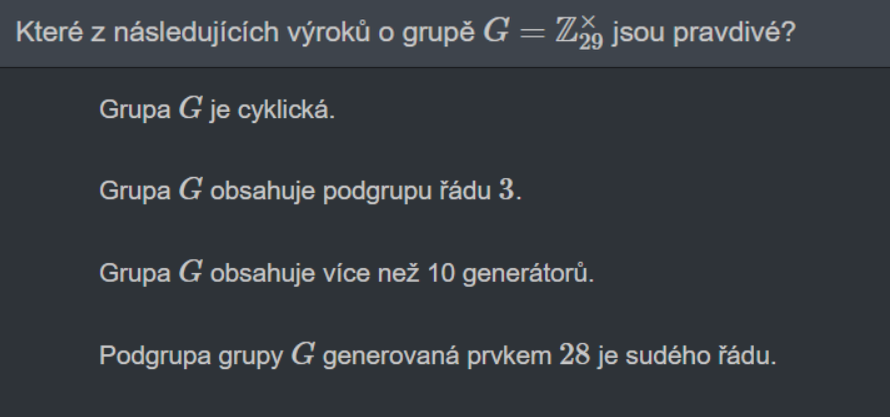 Které z následujících výroků o grupě $G = \mathbb{Z}_{29}^{\times}$ jsou pravdivé?
Grupa $G$ je cyklická.
Grupa $G$ obsahuje podgrupu řádu $3$.
Grupa $G$ obsahuje více než 10 generátorů.
Podgrupa grupy $G$ generovaná prvkem $28$ je sudého řádu.